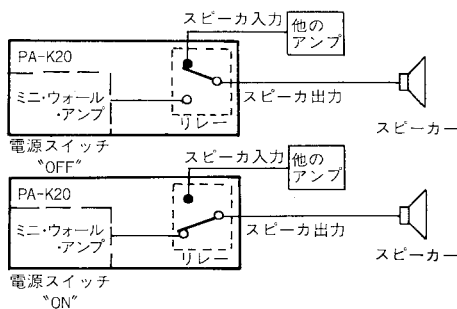 スピーカ入力
他の
アンプ
PA-K20
ミニ・ウォール
・アンプ
リレー
スピーカ出力
スピーカー
電源スイッチ
"OFF"
スピーカ入力
他の
アンプ
PA-K20
ミニ・ウォール
・アンプ
リレー
スピーカ出力
スピーカー
電源スイッチ
"ON"